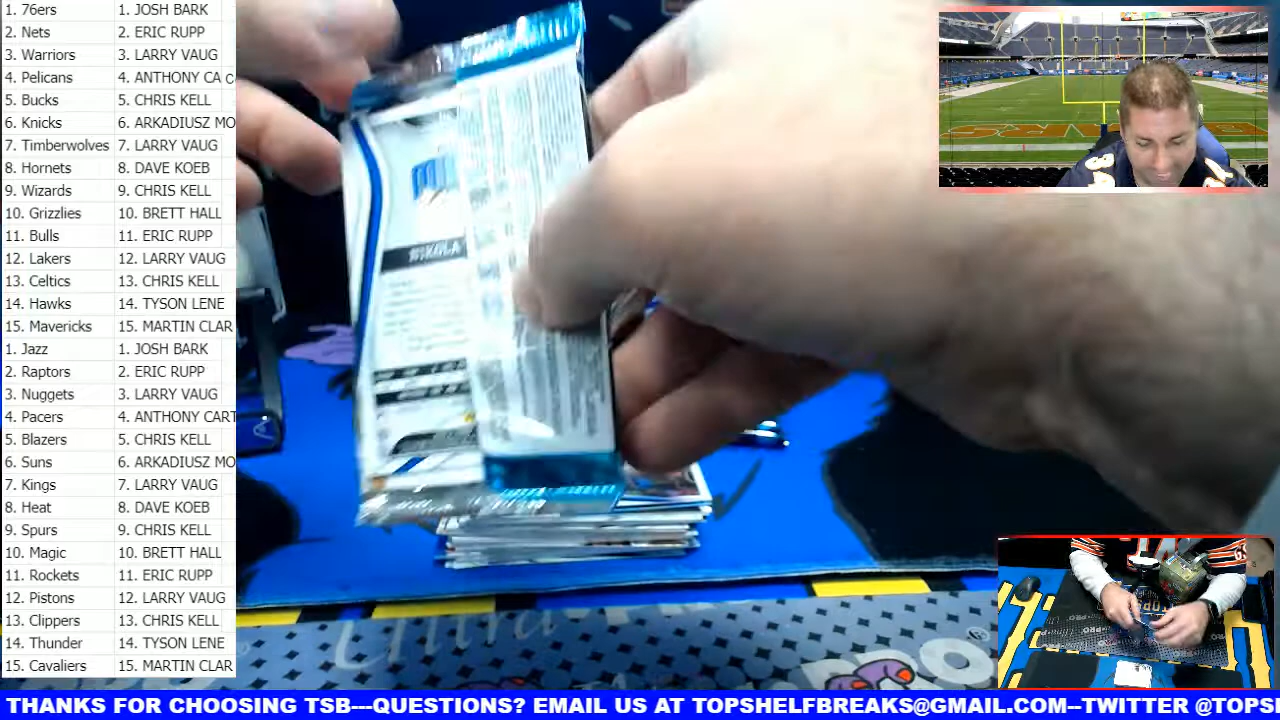 1. 76ers 1. JOSH BARK
2. Nets 2. ERIC RUPP
3. Warriors 3. LARRY VAUG
4. Pelicans 4. ANTHONY CA
5. Bucks 5. CHRIS KELL
6. Knicks 6. ARKADIUSZ MO
7. Timberwolves 7. LARRY VAUG
8. Hornets 8. DAVE KOEB
9. Wizards 9. CHRIS KELL
10. Grizzlies 10. BRETT HALL
11. Bulls 11. ERIC RUPP
12. Lakers 12. LARRY VAUG
13. Celtics 13. CHRIS KELL
14. Hawks 14. TYSON LENE
15. Mavericks 15. MARTIN CLAR
1. Jazz 1. JOSH BARK
2. Raptors 2. ERIC RUPP
3. Nuggets 3. LARRY VAUG
4. Pacers 4. ANTHONY CART
5. Blazers 5. CHRIS KELL
6. Suns 6. ARKADIUSZ MO
7. Kings 7. LARRY VAUG
8. Heat 8. DAVE KOEB
9. Spurs 9. CHRIS KELL
10. Magic 10. BRETT HALL
11. Rockets 11. ERIC RUPP
12. Pistons 12. LARRY VAUG
13. Clippers 13. CHRIS KELL
14. Thunder 14. TYSON LENE
15. Cavaliers 15. MARTIN CLAR
NIKOLA
34
Ultra PRO
THANKS FOR CHOOSING TSB---QUESTIONS? EMAIL US AT TOPSHELFBREAKS@GMAIL.COM--TWITTER @TOPS